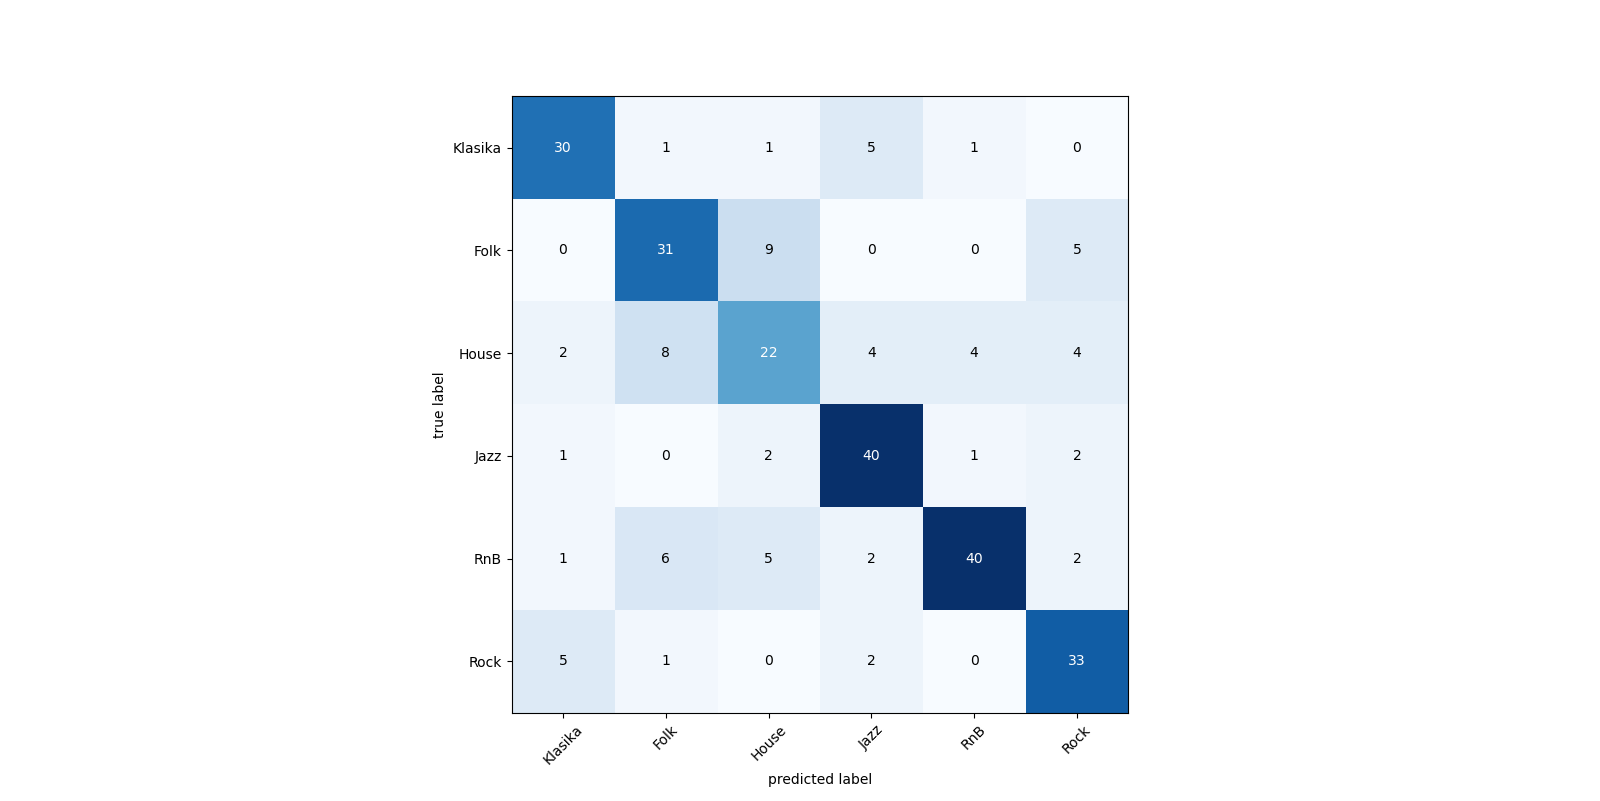 Klasika 30 1 1 5 1 0
Folk 0 31 9 0 0 5
House 2 8 22 4 4 4
true label
Jazz 1 0 2 40 1 2
RnB 1 6 5 2 40 2
Rock 5 1 0 2 0 33
Klasika Folk House Jazz RnB Rock
predicted label